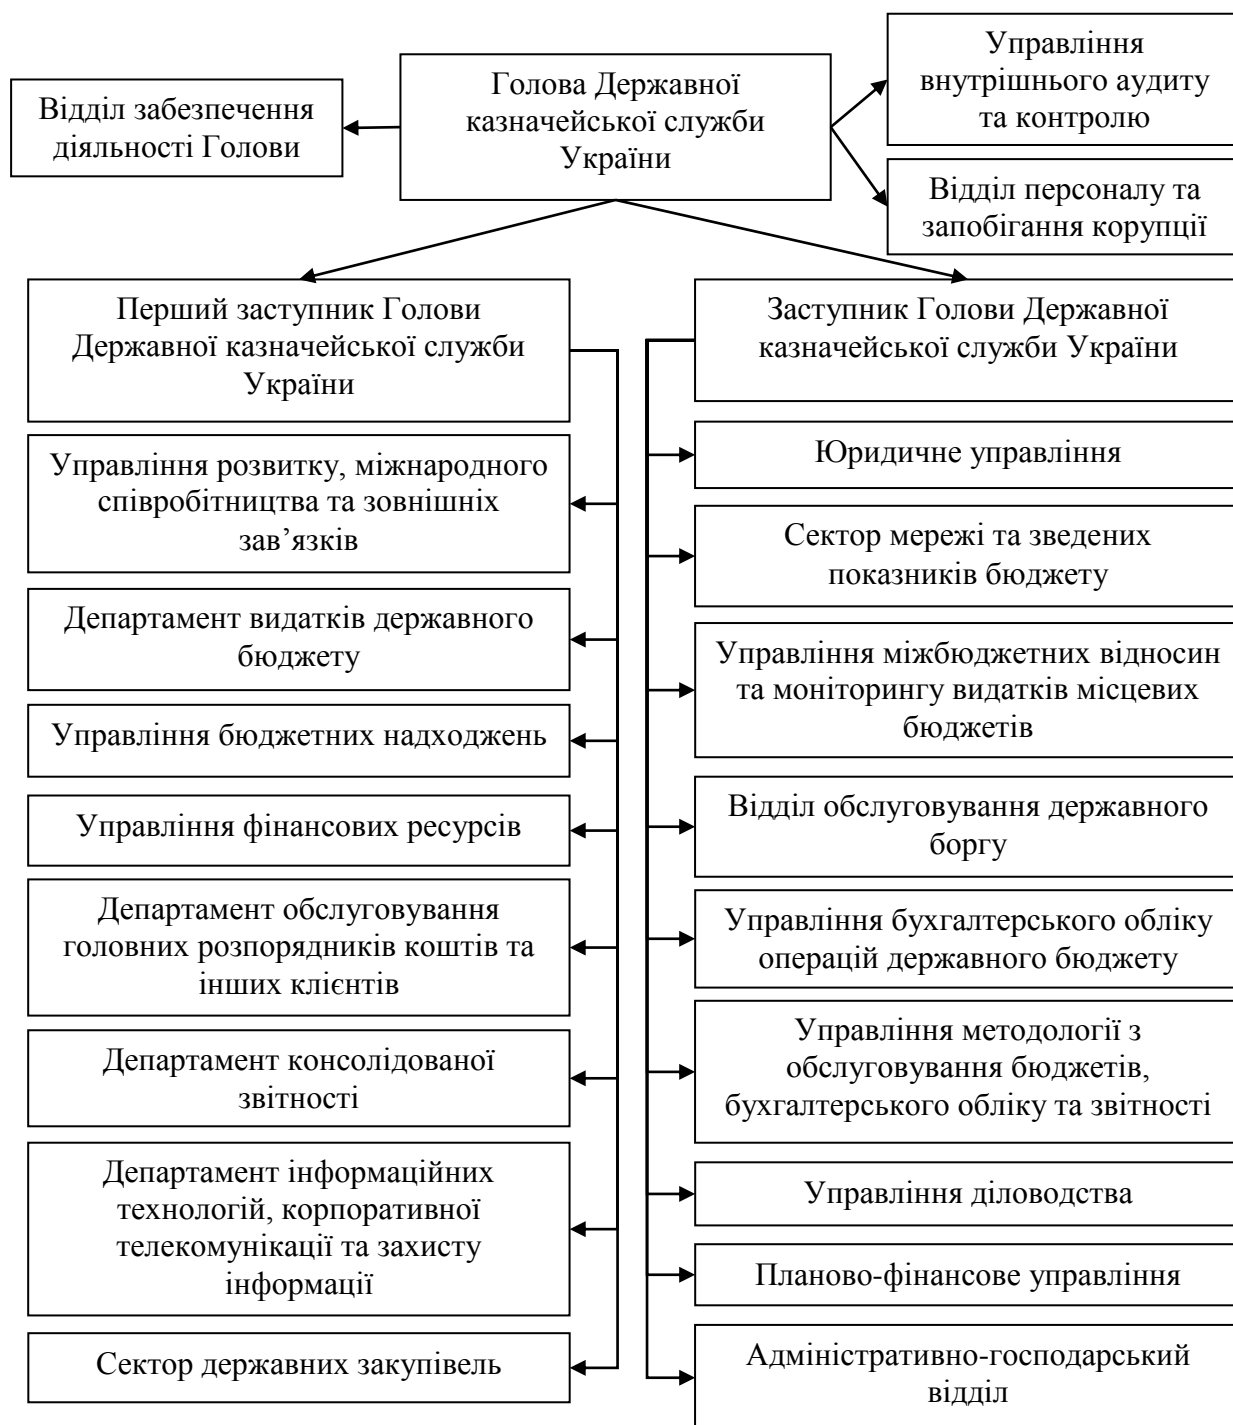 Управління
внутрішнього аудиту
та контролю
Голова Державної
казначейської служби
України
Відділ забезпечення
діяльності Голови
Відділ персоналу та
запобігання корупції
Перший заступник Голови
Державної казначейської служби
України
Управління розвитку, міжнародного
співробітництва та зовнішніх
зав’язків
Департамент видатків державного
бюджету
Управління бюджетних надходжень
Управління фінансових ресурсів
Департамент обслуговування
головних розпорядників коштів та
інших клієнтів
Департамент консолідованої
звітності
Департамент інформаційних
технологій, корпоративної
телекомунікації та захисту
інформації
Сектор державних закупівель
Заступник Голови Державної
казначейської служби України
Юридичне управління
Сектор мережі та зведених
показників бюджету
Управління міжбюджетних відносин
та моніторингу видатків місцевих
бюджетів
Відділ обслуговування державного
боргу
Управління бухгалтерського обліку
операцій державного бюджету
Управління методології з
обслуговування бюджетів,
бухгалтерського обліку та звітності
Управління діловодства
Планово-фінансове управління
Адміністративно-господарський
відділ